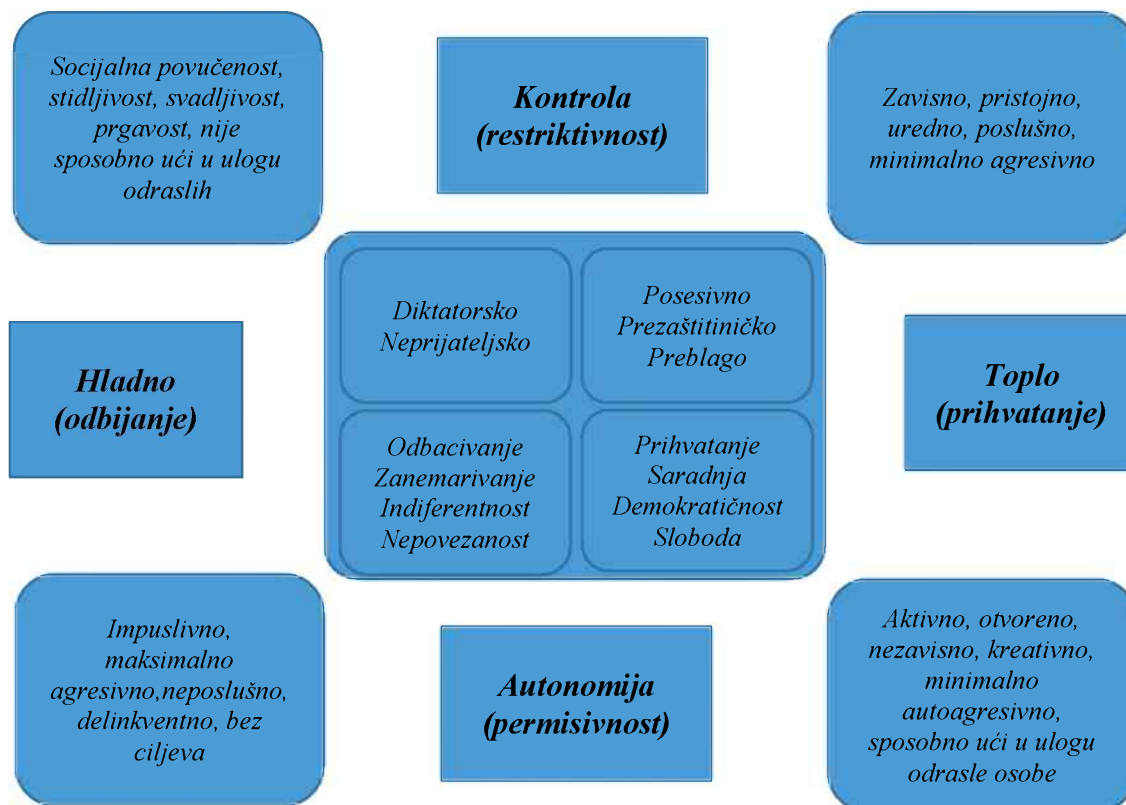 Socijalna povučenost,
stidljivost, svadljivost,
prgavost, nije
sposobno ući u ulogu
odraslih
Kontrola
(restriktivnost)
Zavisno, pristojno,
uredno, poslušno,
minimalno agresivno
Diktatorsko
Neprijateljsko
Posesivno
Prezaštitiničko
Preblago
Hladno
(odbijanje)
Toplo
(prihvatanje)
Odbacivanje
Zanemarivanje
Indiferentnost
Nepovezanost
Prihvatanje
Saradnja
Demokratičnost
Sloboda
Impuslivno,
maksimalno
agresivno,neposlušno,
delinkventno, bez
ciljeva
Autonomija
(permisivnost)
Aktivno, otvoreno,
nezavisno, kreativno,
minimalno
autoagresivno,
sposobno ući u ulogu
odrasle osobe